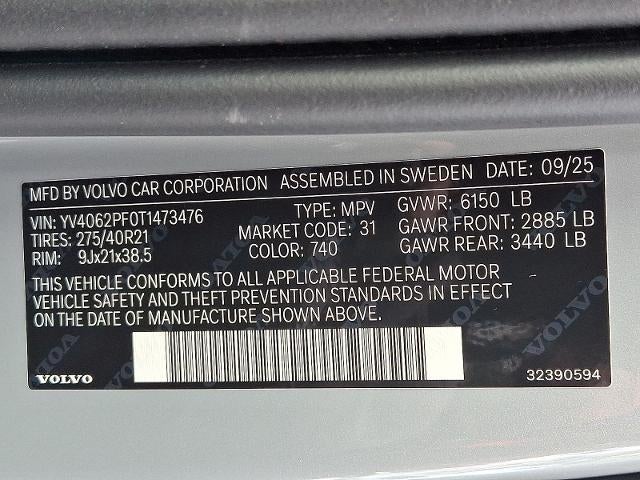 MFD BY VOLVO CAR CORPORATION ASSEMBLED IN SWEDEN DATE: 09/25
VIN: YV4062PF0T1473476 TYPE: MPV GVWR: 6150 LB
TIRES: 275/40R21 MARKET CODE: 31 GAWR FRONT: 2885 LB
RIM: 9Jx21x38.5 COLOR: 740 GAWR REAR: 3440 LB
THIS VEHICLE CONFORMS TO ALL APPLICABLE FEDERAL MOTOR
VEHICLE SAFETY AND THEFT PREVENTION STANDARDS IN EFFECT
ON THE DATE OF MANUFACTURE SHOWN ABOVE.
VOLVO 32390594